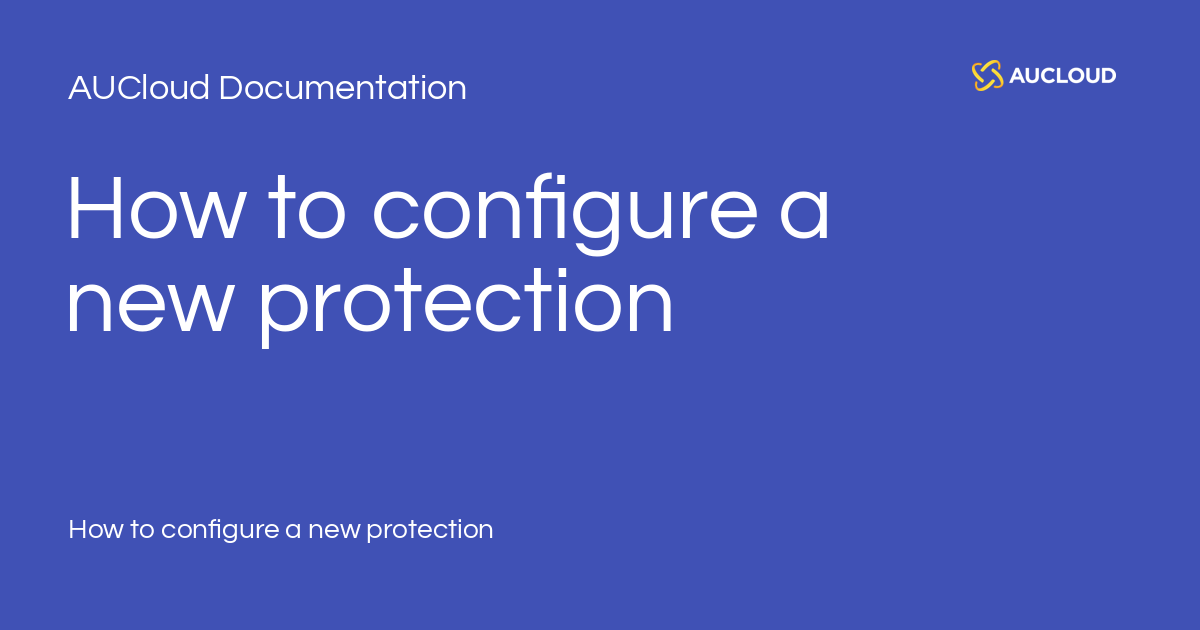 AUCloud Documentation
AUCLOUD
How to configure a
new protection
How to configure a new protection